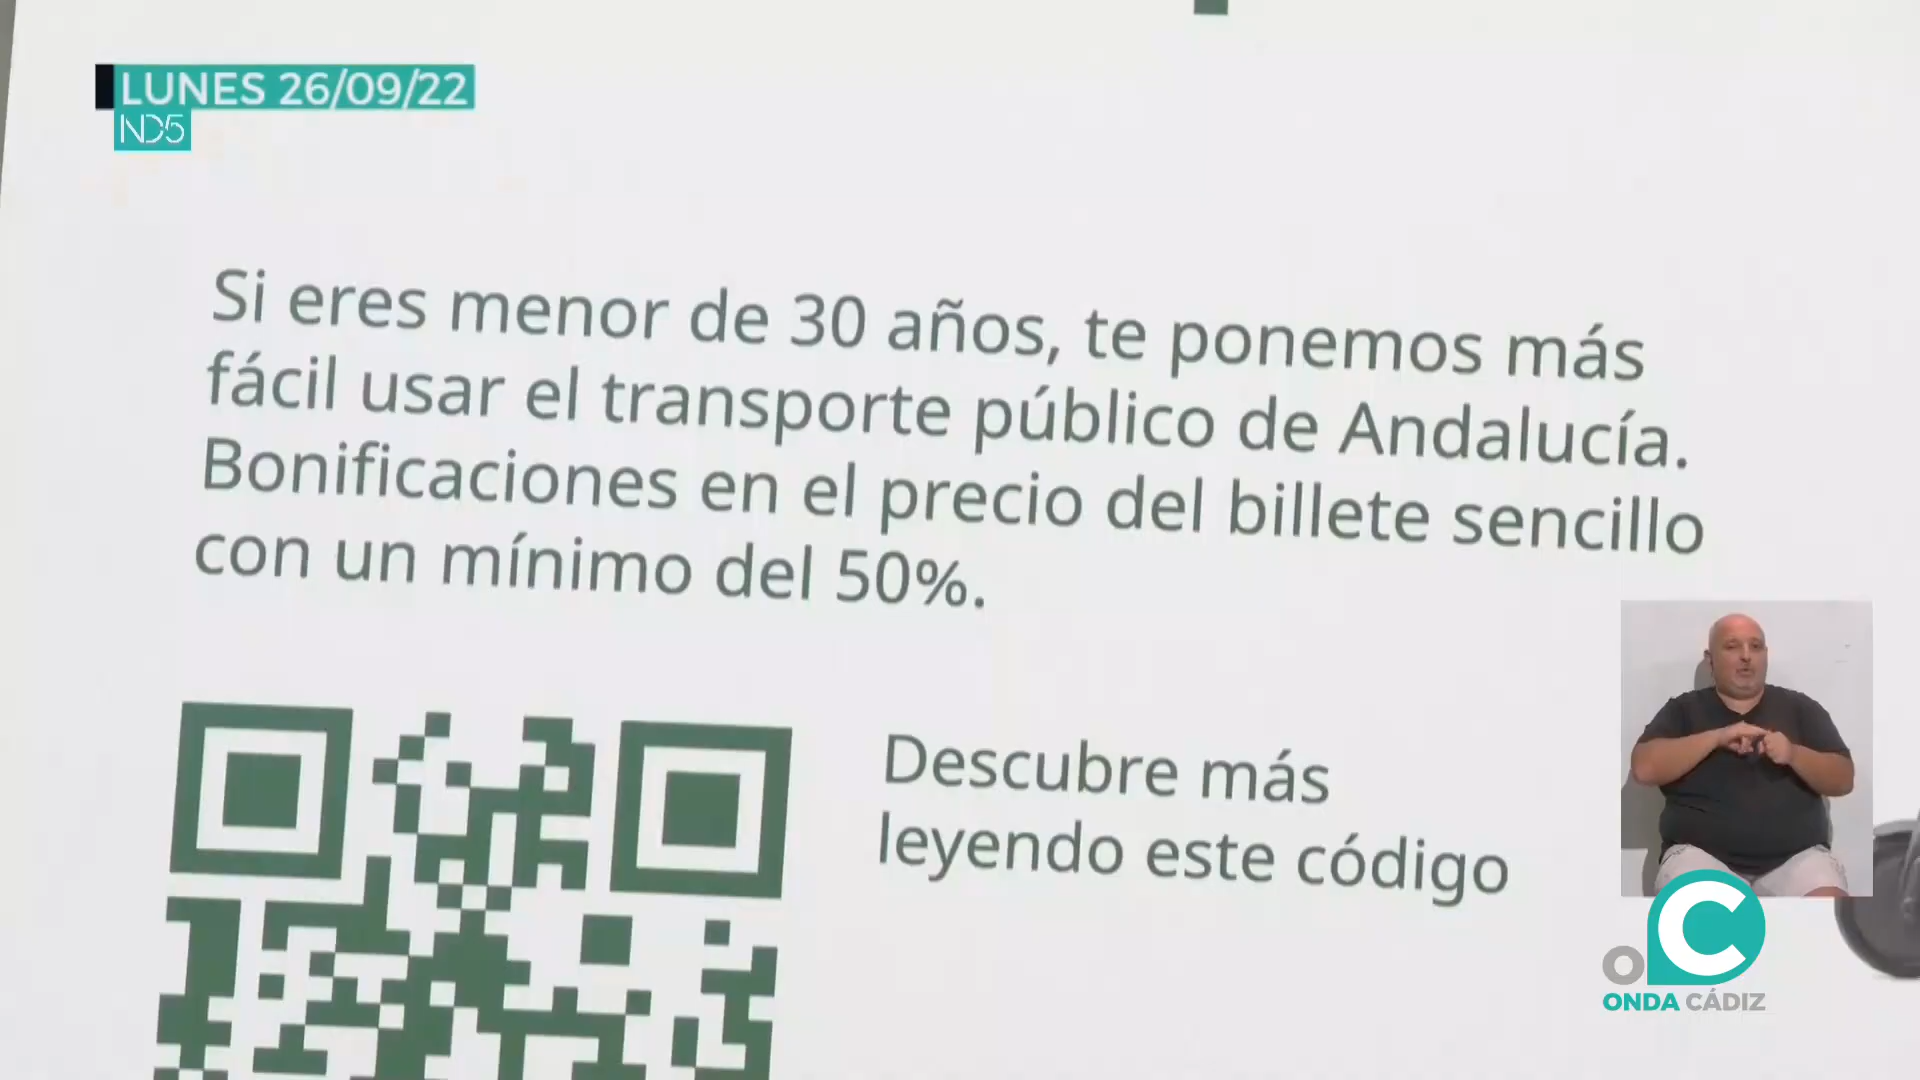 LUNES 26/09/22
ND5
Si eres menor de 30 años, te ponemos más
fácil usar el transporte público de Andalucía.
Bonificaciones en el precio del billete sencillo
con un mínimo del 50%.
Descubre más
leyendo este código
O C
ONDA CÁDIZ